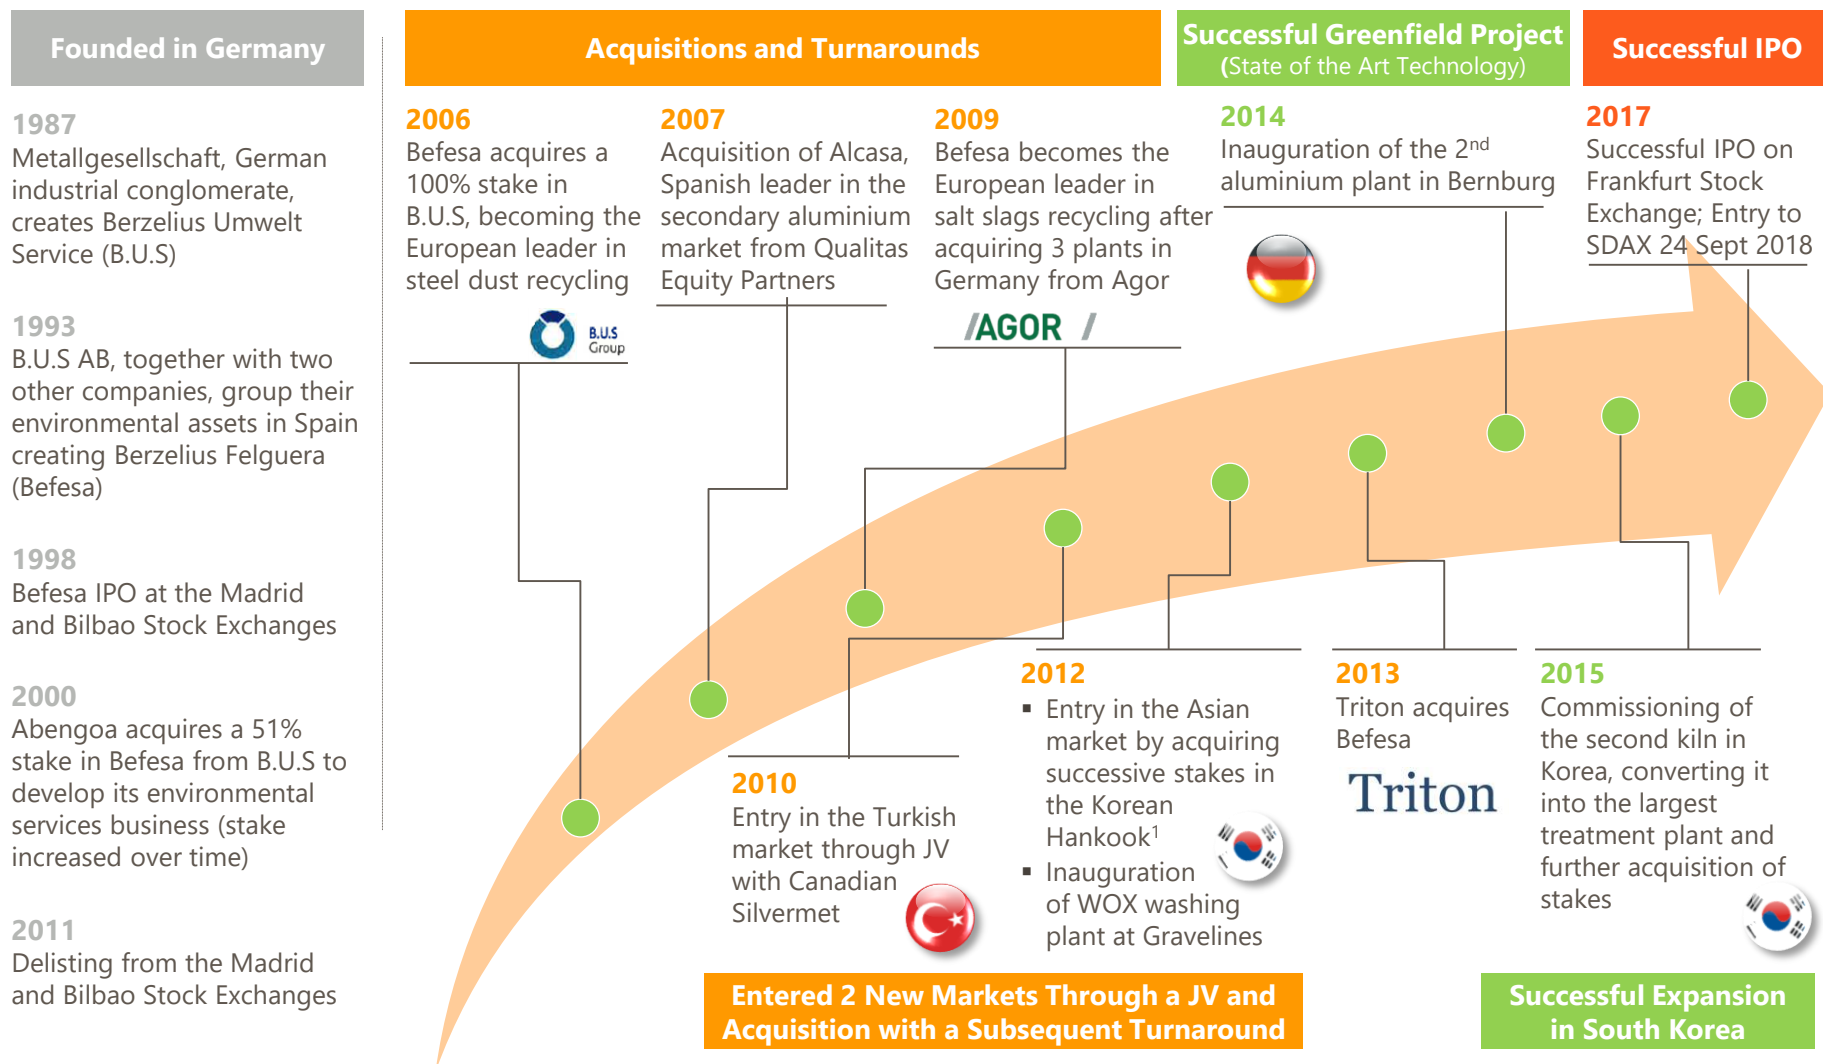 Founded in Germany
1987
Metallgesellschaft, German
industrial conglomerate,
creates Berzelius Umwelt
Service (B.U.S)
1993
B.U.S AB, together with two
other companies, group their
environmental assets in Spain
creating Berzelius Felguera
(Befesa)
1998
Befesa IPO at the Madrid
and Bilbao Stock Exchanges
2000
Abengoa acquires a 51%
stake in Befesa from B.U.S to
develop its environmental
services business (stake
increased over time)
2011
Delisting from the Madrid
and Bilbao Stock Exchanges
Acquisitions and Turnarounds
2006
Befesa acquires a
100% stake in
B.U.S, becoming the
European leader in
steel dust recycling
B.U.S
Group
2007
Acquisition of Alcasa,
Spanish leader in the
secondary aluminium
market from Qualitas
Equity Partners
2009
Befesa becomes the
European leader in
salt slags recycling after
acquiring 3 plants in
Germany from Agor
/AGOR /
Successful Greenfield Project
(State of the Art Technology)
2014
Inauguration of the 2nd
aluminium plant in Bernburg
Successful IPO
2017
Successful IPO on
Frankfurt Stock
Exchange; Entry to
SDAX 24 Sept 2018
2010
Entry in the Turkish
market through JV
with Canadian
Silvermet
2012
▪ Entry in the Asian
market by acquiring
successive stakes in
the Korean
Hankook1
▪ Inauguration
of WOX washing
plant at Gravelines
2013
Triton acquires
Befesa
Triton
2015
Commissioning of
the second kiln in
Korea, converting it
into the largest
treatment plant and
further acquisition of
stakes
Entered 2 New Markets Through a JV and
Acquisition with a Subsequent Turnaround
Successful Expansion
in South Korea